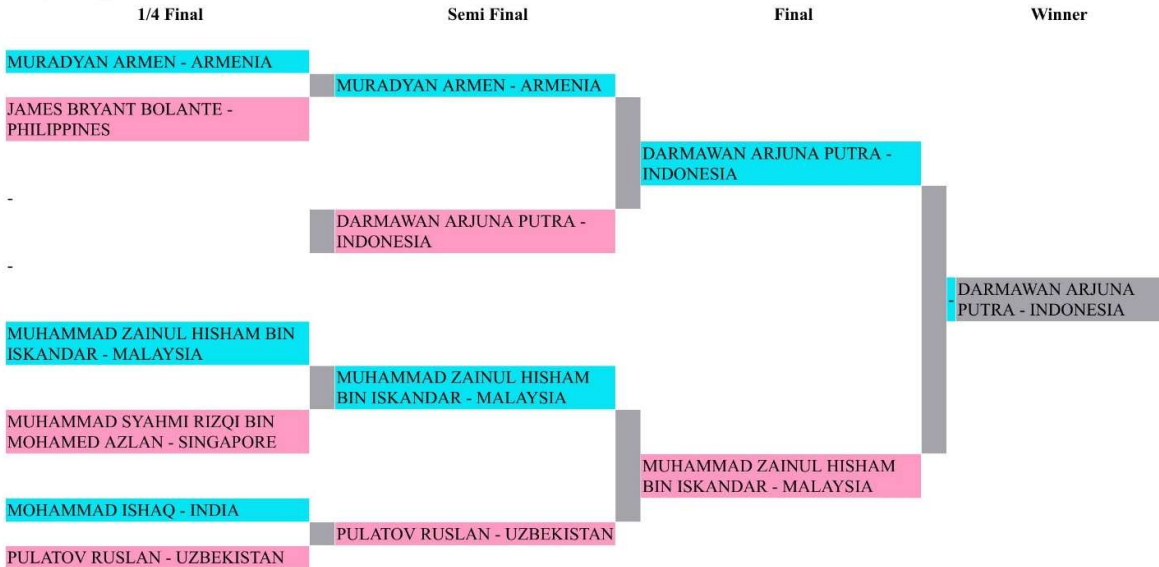 1/4 Final
Semi Final
Final
Winner
MURADYAN ARMEN - ARMENIA
JAMES BRYANT BOLANTE -
PHILIPPINES
-
-
MUHAMMAD ZAINUL HISHAM BIN
ISKANDAR - MALAYSIA
MUHAMMAD SYAHMI RIZQI BIN
MOHAMED AZLAN - SINGAPORE
MOHAMMAD ISHAQ - INDIA
PULATOV RUSLAN - UZBEKISTAN
MURADYAN ARMEN - ARMENIA
DARMAWAN ARJUNA PUTRA -
INDONESIA
MUHAMMAD ZAINUL HISHAM
BIN ISKANDAR - MALAYSIA
PULATOV RUSLAN - UZBEKISTAN
DARMAWAN ARJUNA PUTRA -
INDONESIA
MUHAMMAD ZAINUL HISHAM
BIN ISKANDAR - MALAYSIA
-
DARMAWAN ARJUNA
PUTRA - INDONESIA